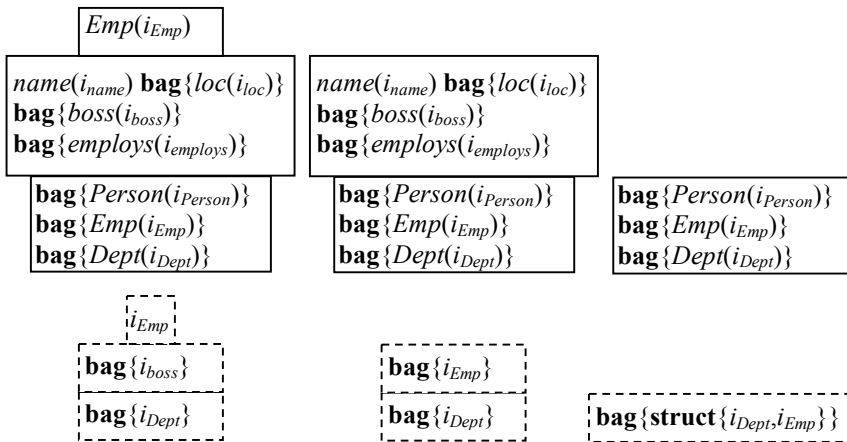 Emp(i_Emp)
name(i_name) bag{loc(i_loc)}
bag{boss(i_boss)}
bag{employs(i_employs)}
name(i_name) bag{loc(i_loc)}
bag{boss(i_boss)}
bag{employs(i_employs)}
bag{Person(i_Person)}
bag{Emp(i_Emp)}
bag{Dept(i_Dept)}
bag{Person(i_Person)}
bag{Emp(i_Emp)}
bag{Dept(i_Dept)}
bag{Person(i_Person)}
bag{Emp(i_Emp)}
bag{Dept(i_Dept)}
i_Emp
bag{i_boss}
bag{i_Dept}
bag{i_Emp}
bag{i_Dept}
bag{struct{i_Dept,i_Emp}}